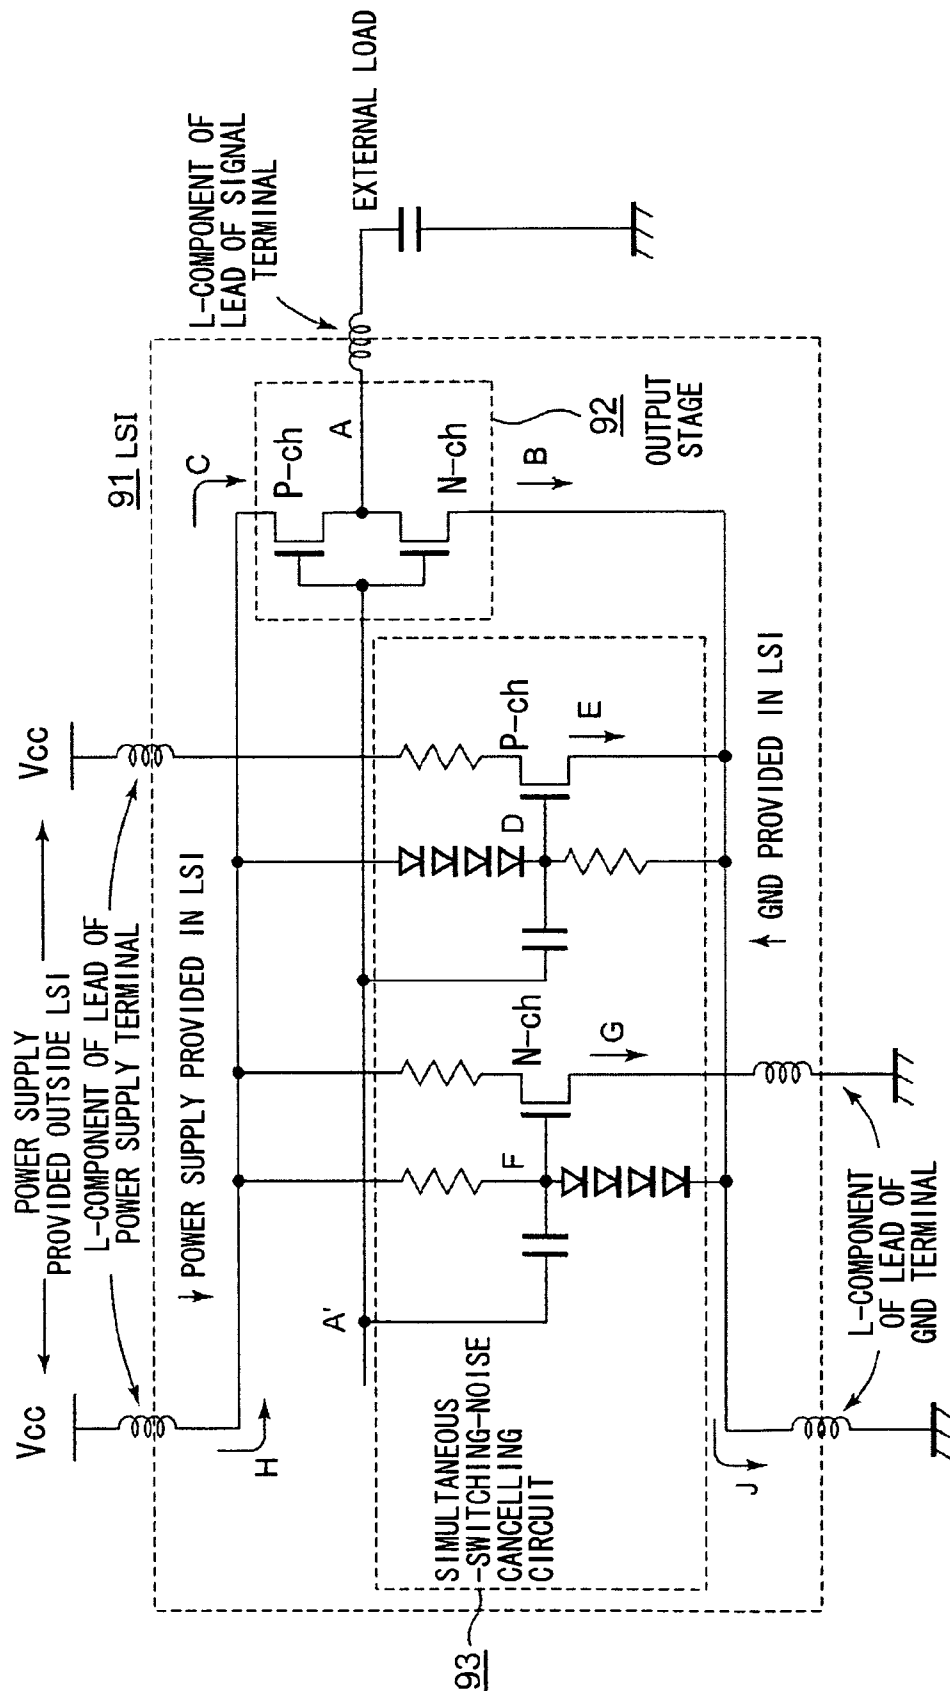 POWER SUPPLY
PROVIDED OUTSIDE LSI
L-COMPONENT OF LEAD OF
POWER SUPPLY TERMINAL
Vcc
Vcc
POWER SUPPLY PROVIDED IN LSI
91 LSI
H
C
A'
P-ch
A
N-ch
B
92
OUTPUT
STAGE
L-COMPONENT OF
LEAD OF SIGNAL
TERMINAL
EXTERNAL LOAD
F
N-ch
G
D
P-ch
E
SIMULTANEOUS
-SWITCHING-NOISE
CANCELLING
CIRCUIT
93
J
GND PROVIDED IN LSI
L-COMPONENT
OF LEAD OF
GND TERMINAL